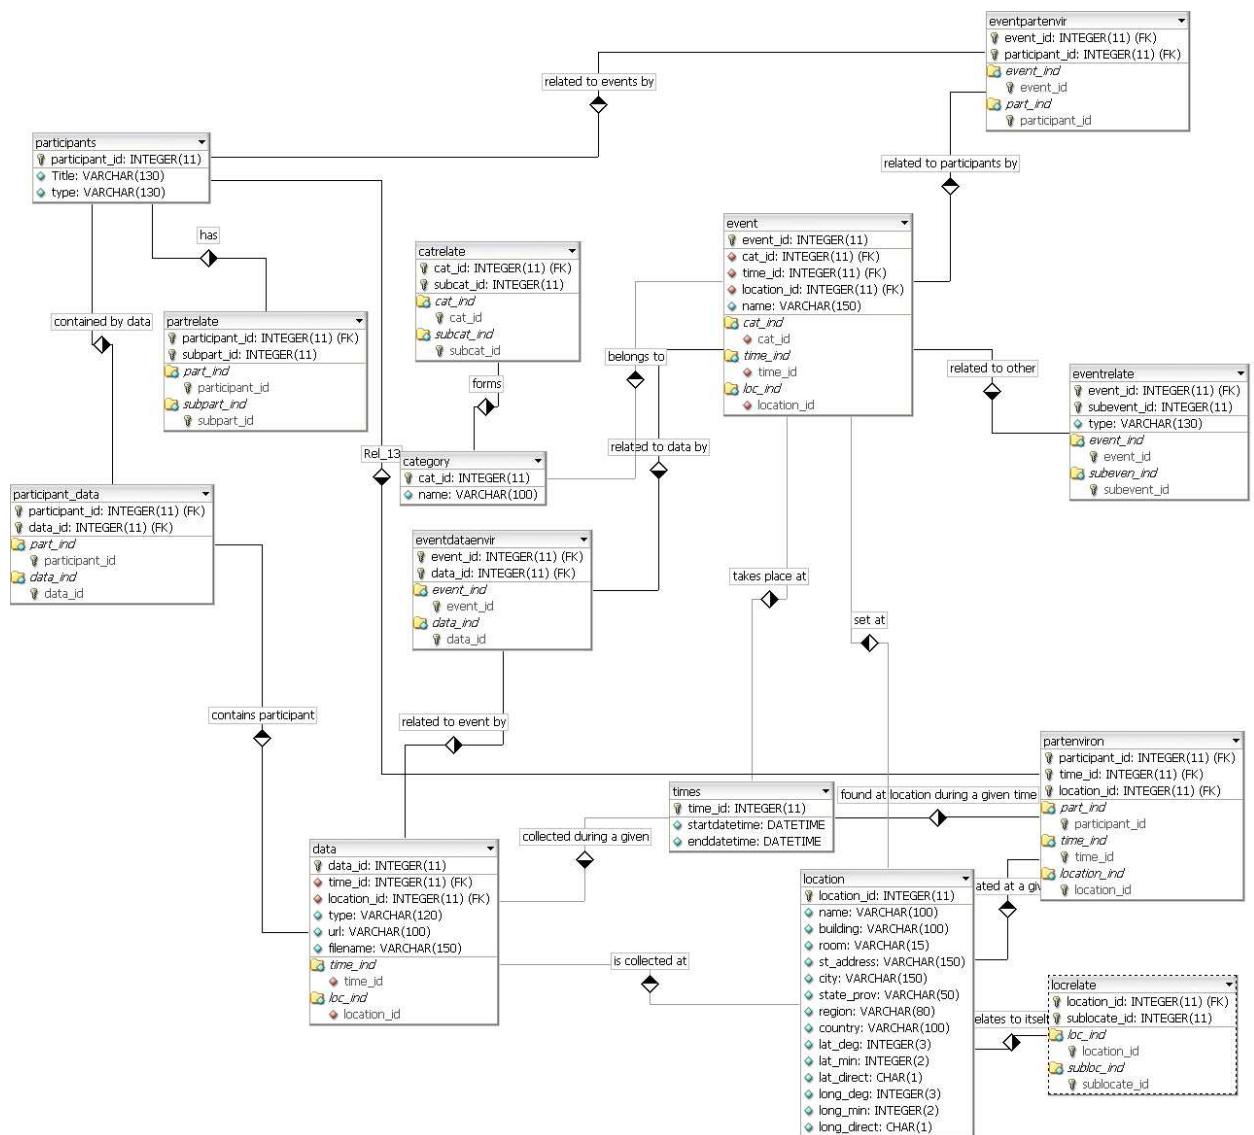 eventpartenvir
event_id: INTEGER(11) (FK)
participant_id: INTEGER(11) (FK)
event_ind
event_id
part_ind
participant_id
related to events by
participants
participant_id: INTEGER(11)
Title: VARCHAR(130)
type: VARCHAR(130)
related to participants by
has
catrelate
cat_id: INTEGER(11) (FK)
subcat_id: INTEGER(11)
cat_ind
cat_id
subcat_ind
subcat_id
event
event_id: INTEGER(11)
cat_id: INTEGER(11) (FK)
time_id: INTEGER(11) (FK)
location_id: INTEGER(11) (FK)
name: VARCHAR(150)
cat_ind
cat_id
time_ind
time_id
loc_ind
location_id
contained by data
partrelate
participant_id: INTEGER(11) (FK)
subpart_id: INTEGER(11)
part_ind
participant_id
subpart_ind
subpart_id
belongs to
related to other
eventrelate
event_id: INTEGER(11) (FK)
subevent_id: INTEGER(11)
type: VARCHAR(130)
event_ind
event_id
subeven_ind
subevent_id
forms
related to data by
Rel_13
category
cat_id: INTEGER(11)
name: VARCHAR(100)
participant_data
participant_id: INTEGER(11) (FK)
data_id: INTEGER(11) (FK)
part_ind
participant_id
data_ind
data_id
eventdataenvir
event_id: INTEGER(11) (FK)
data_id: INTEGER(11) (FK)
event_ind
event_id
data_ind
data_id
takes place at
set at
contains participant
related to event by
partenviron
participant_id: INTEGER(11) (FK)
time_id: INTEGER(11) (FK)
location_id: INTEGER(11) (FK)
part_ind
participant_id
time_ind
time_id
location_ind
location_id
times
time_id: INTEGER(11)
startdatetime: DATETIME
enddatetime: DATETIME
found at location during a given time
collected during a given
data
data_id: INTEGER(11)
time_id: INTEGER(11) (FK)
location_id: INTEGER(11) (FK)
type: VARCHAR(120)
url: VARCHAR(100)
filename: VARCHAR(150)
time_ind
time_id
loc_ind
location_id
is collected at
location
location_id: INTEGER(11)
name: VARCHAR(100)
building: VARCHAR(100)
room: VARCHAR(15)
st_address: VARCHAR(150)
city: VARCHAR(150)
state_prov: VARCHAR(50)
region: VARCHAR(80)
country: VARCHAR(100)
lat_deg: INTEGER(3)
lat_min: INTEGER(2)
lat_direct: CHAR(1)
long_deg: INTEGER(3)
long_min: INTEGER(2)
long_direct: CHAR(1)
ated at a giv
elates to itself
locrelate
location_id: INTEGER(11) (FK)
sublocate_id: INTEGER(11)
loc_ind
location_id
subloc_ind
sublocate_id